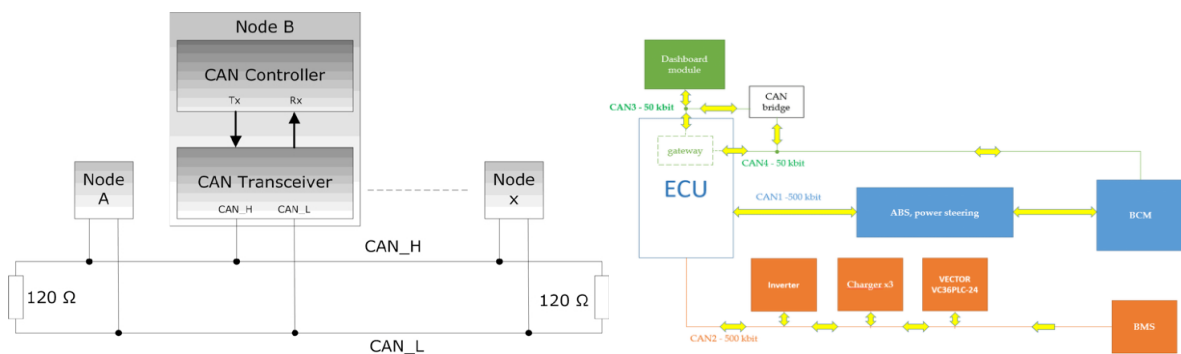 Node B
CAN Controller
Tx Rx
CAN Transceiver
CAN_H CAN_L
Node
A
Node
x
CAN_H
120 Ω
120 Ω
CAN_L
Dashboard
module
CAN3 - 50 kbit
CAN
bridge
gateway
CAN4 - 50 kbit
ECU
CAN1 -500 kbit
ABS, power steering
BCM
Inverter
Charger x3
VECTOR
VC36PLC-24
CAN2 - 500 kbit
BMS